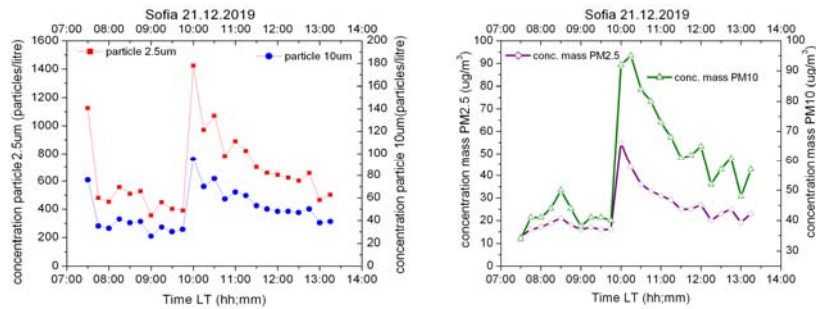 Sofia 21.12.2019
07:00 08:00 09:00 10:00 11:00 12:00 13:00 14:00
1600
1400
1200
1000
800
600
400
200
0
concentration particle 2.5um (particles/litre)
particle 2.5um
particle 10um
200
180
160
140
120
100
80
60
40
20
0
concentration particle 10um(particles/litre)
07:00 08:00 09:00 10:00 11:00 12:00 13:00 14:00
Time LT (hh;mm)
Sofia 21.12.2019
07:00 08:00 09:00 10:00 11:00 12:00 13:00 14:00
100
90
80
70
60
50
40
30
20
10
0
concentration mass PM2.5 (ug/m³)
conc. mass PM2.5
conc. mass PM10
100
90
80
70
60
50
40
30
concentration mass PM10 (ug/m³)
07:00 08:00 09:00 10:00 11:00 12:00 13:00 14:00
Time LT (hh;mm)